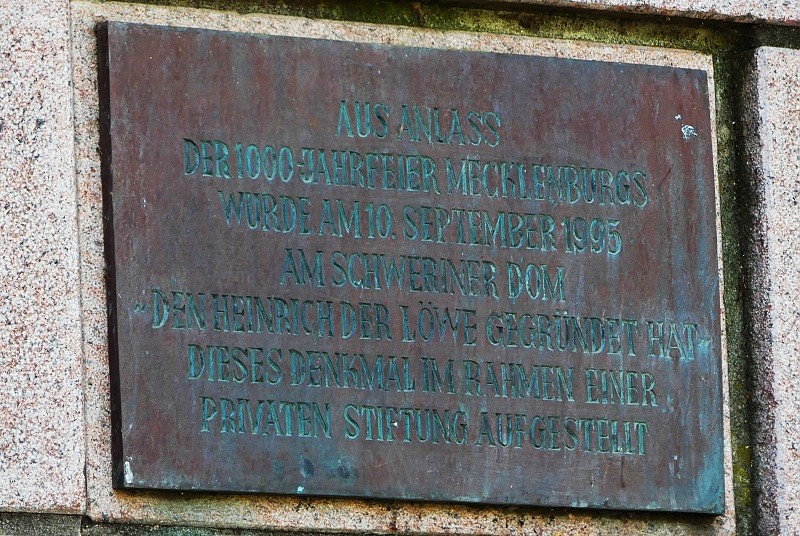 AUS ANLASS
DER 1000-JAHRFEIER MECKLENBURGS
WURDE AM 10. SEPTEMBER 1995
AM SCHWERINER DOM
- DEN HEINRICH DER LÖWE GEGRÜNDET HAT -
DIESES DENKMAL IM RAHMEN EINER
PRIVATEN STIFTUNG AUFGESTELLT